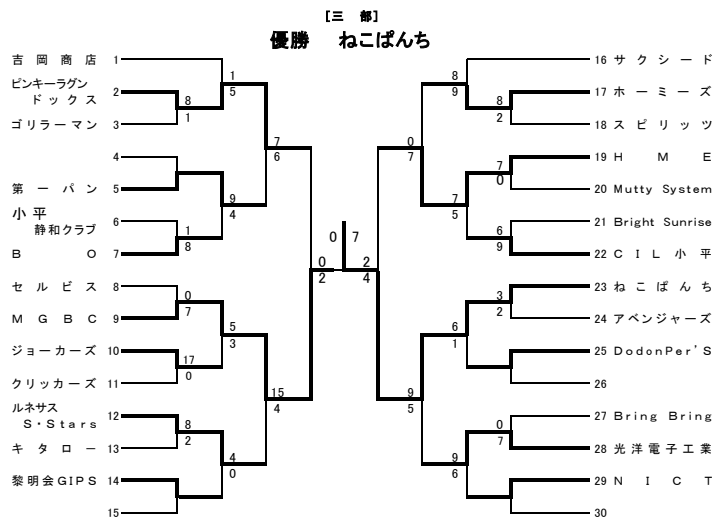 [三 部]
優勝 ねこぱんち
吉岡商店 1
ピンキーラグン
ドックス 2
ゴリラーマン 3
4
第一パン 5
小平
静和クラブ 6
B O 7
セルビス 8
MGBC 9
ジョーカーズ 10
クリッカーズ 11
ルネサス
S・Stars 12
キタロー 13
黎明会GIPS 14
15
1
5
8
1
7
6
9
4
1
8
0
7
5
3
17
0
15
4
8
2
4
0
0
2
0 7
2
4
8
9
8
2
0
7
7
0
7
5
6
9
3
2
6
1
9
5
0
7
9
6
16 サクシード
17 ホーミーズ
18 スピリッツ
19 HME
20 Mutty System
21 Bright Sunrise
22 CIL小平
23 ねこぱんち
24 アベンジャーズ
25 DodonPer'S
26
27 Bring Bring
28 光洋電子工業
29 NICT
30